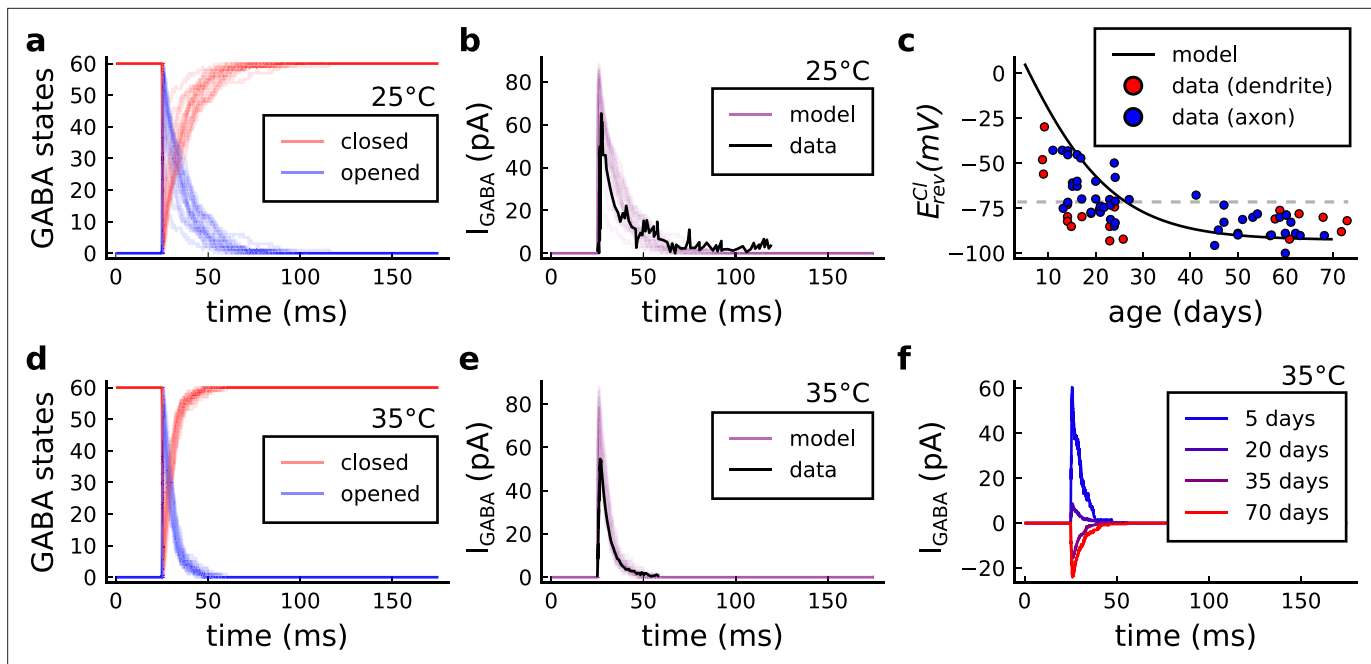 a
GABA states
60
50
40
30
20
10
0
25°C
closed
opened
0
50
100
150
time (ms)
b
I_GABA (pA)
80
60
40
20
0
25°C
model
data
0
50
100
150
time (ms)
c
E_rev^Cl(mV)
0
−25
−50
−75
−100
model
data (dendrite)
data (axon)
10 20 30 40 50 60 70
age (days)
d
GABA states
60
50
40
30
20
10
0
35°C
closed
opened
0
50
100
150
time (ms)
e
I_GABA (pA)
80
60
40
20
0
35°C
model
data
0
50
100
150
time (ms)
f
I_GABA (pA)
60
40
20
0
−20
35°C
5 days
20 days
35 days
70 days
0
50
100
150
time (ms)